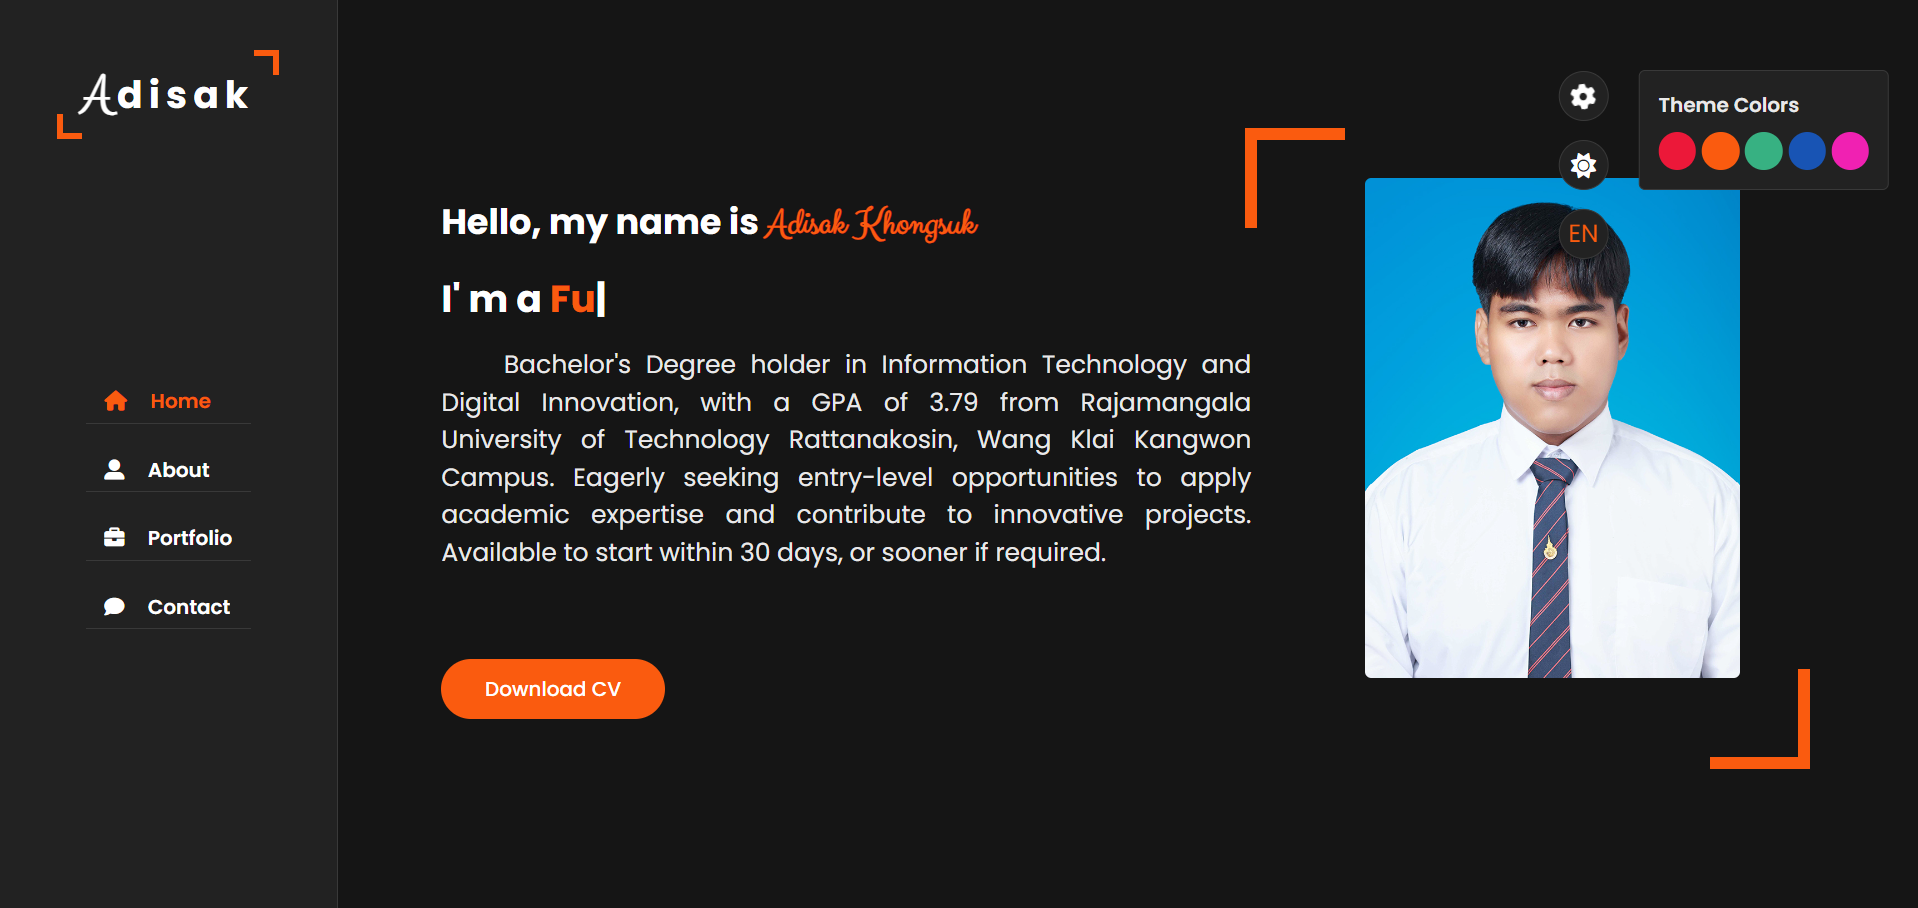 Adisak
Home
About
Portfolio
Contact
Hello, my name is Adisak Khongsuk
I' m a Fu
Bachelor's Degree holder in Information Technology and
Digital Innovation, with a GPA of 3.79 from Rajamangala
University of Technology Rattanakosin, Wang Klai Kangwon
Campus. Eagerly seeking entry-level opportunities to apply
academic expertise and contribute to innovative projects.
Available to start within 30 days, or sooner if required.
Download CV
Theme Colors
EN